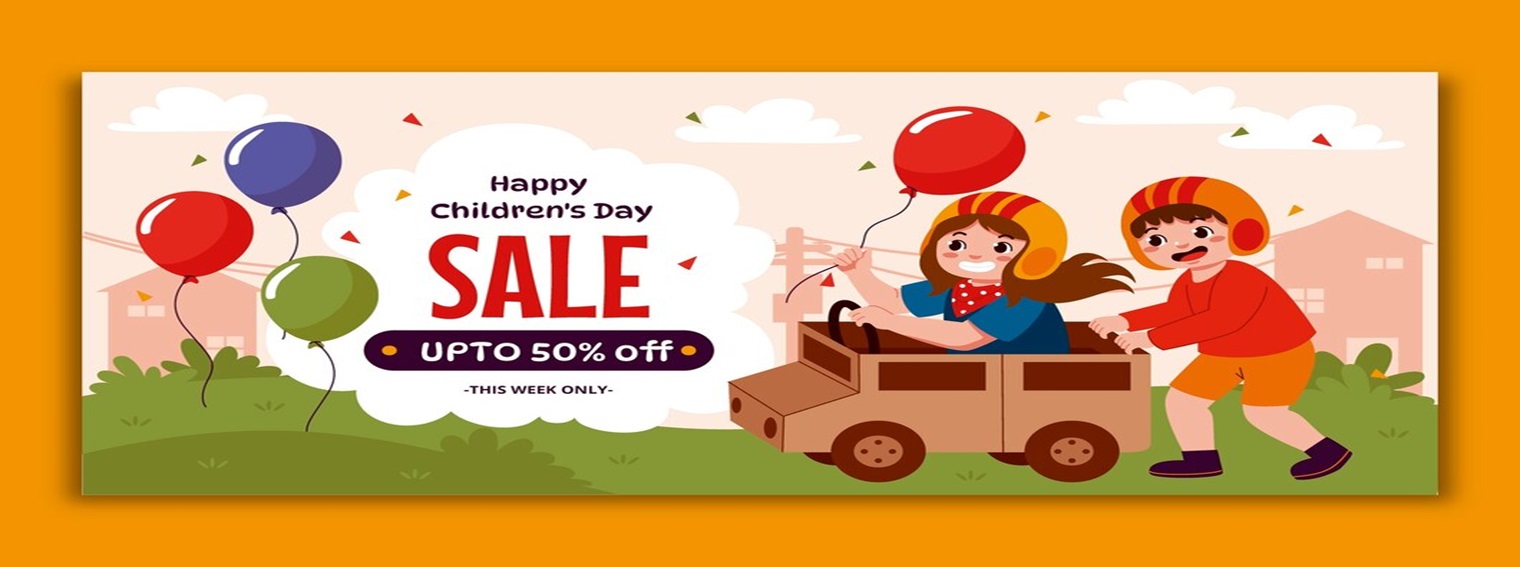 Happy
Children's Day
SALE
UPTO 50% off
-THIS WEEK ONLY-